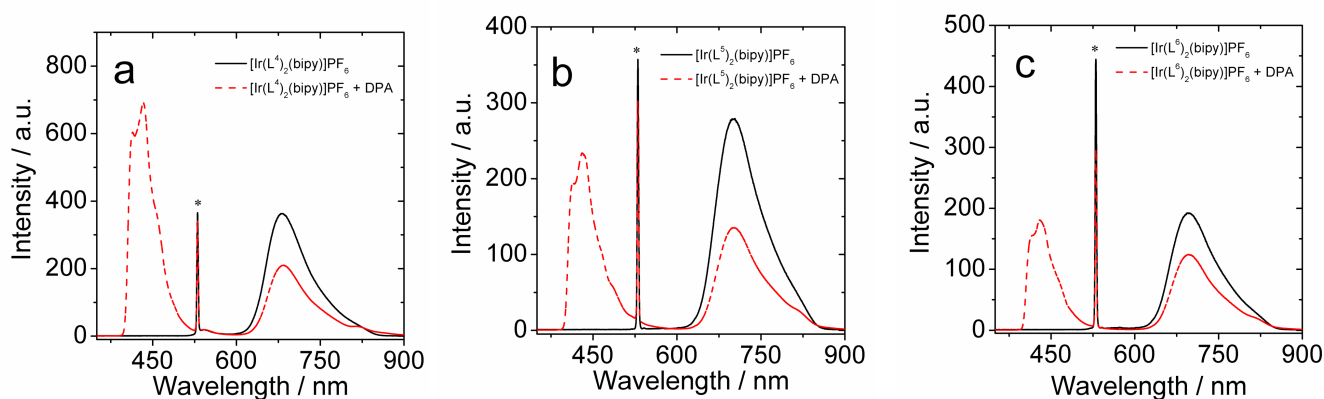 a
[Ir(L⁴)₂(bipy)]PF₆
[Ir(L⁴)₂(bipy)]PF₆ + DPA
*
800
600
400
200
0
450 600 750 900
Intensity / a.u.
Wavelength / nm
b
[Ir(L⁵)₂(bipy)]PF₆
[Ir(L⁵)₂(bipy)]PF₆ + DPA
*
400
300
200
100
0
450 600 750 900
Intensity / a.u.
Wavelength / nm
c
[Ir(L⁶)₂(bipy)]PF₆
[Ir(L⁶)₂(bipy)]PF₆ + DPA
*
500
400
300
200
100
0
450 600 750 900
Intensity / a.u.
Wavelength / nm